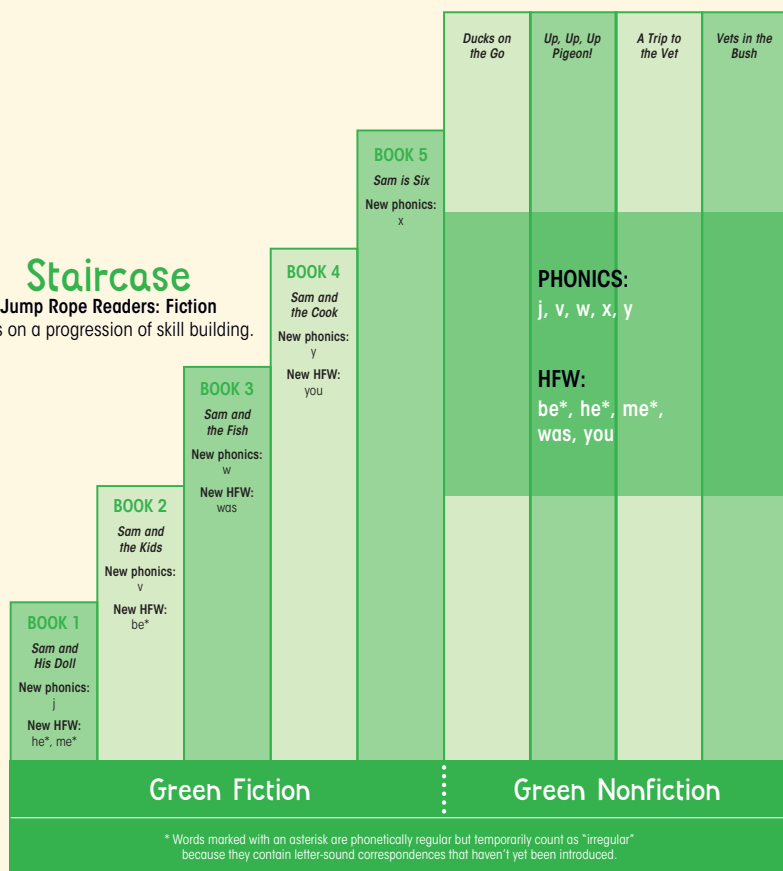 Staircase
Jump Rope Readers: Fiction
s on a progression of skill building.
BOOK 1
Sam and
His Doll
New phonics:
j
New HFW:
he*, me*
BOOK 2
Sam and
the Kids
New phonics:
v
New HFW:
be*
BOOK 3
Sam and
the Fish
New phonics:
w
New HFW:
was
BOOK 4
Sam and
the Cook
New phonics:
y
New HFW:
you
BOOK 5
Sam is Six
New phonics:
x
Ducks on
the Go
Up, Up, Up
Pigeon!
A Trip to
the Vet
Vets in the
Bush
PHONICS:
j, v, w, x, y
HFW:
be*, he*, me*,
was, you
Green Fiction
Green Nonfiction
* Words marked with an asterisk are phonetically regular but temporarily count as "irregular"
because they contain letter-sound correspondences that haven't yet been introduced.